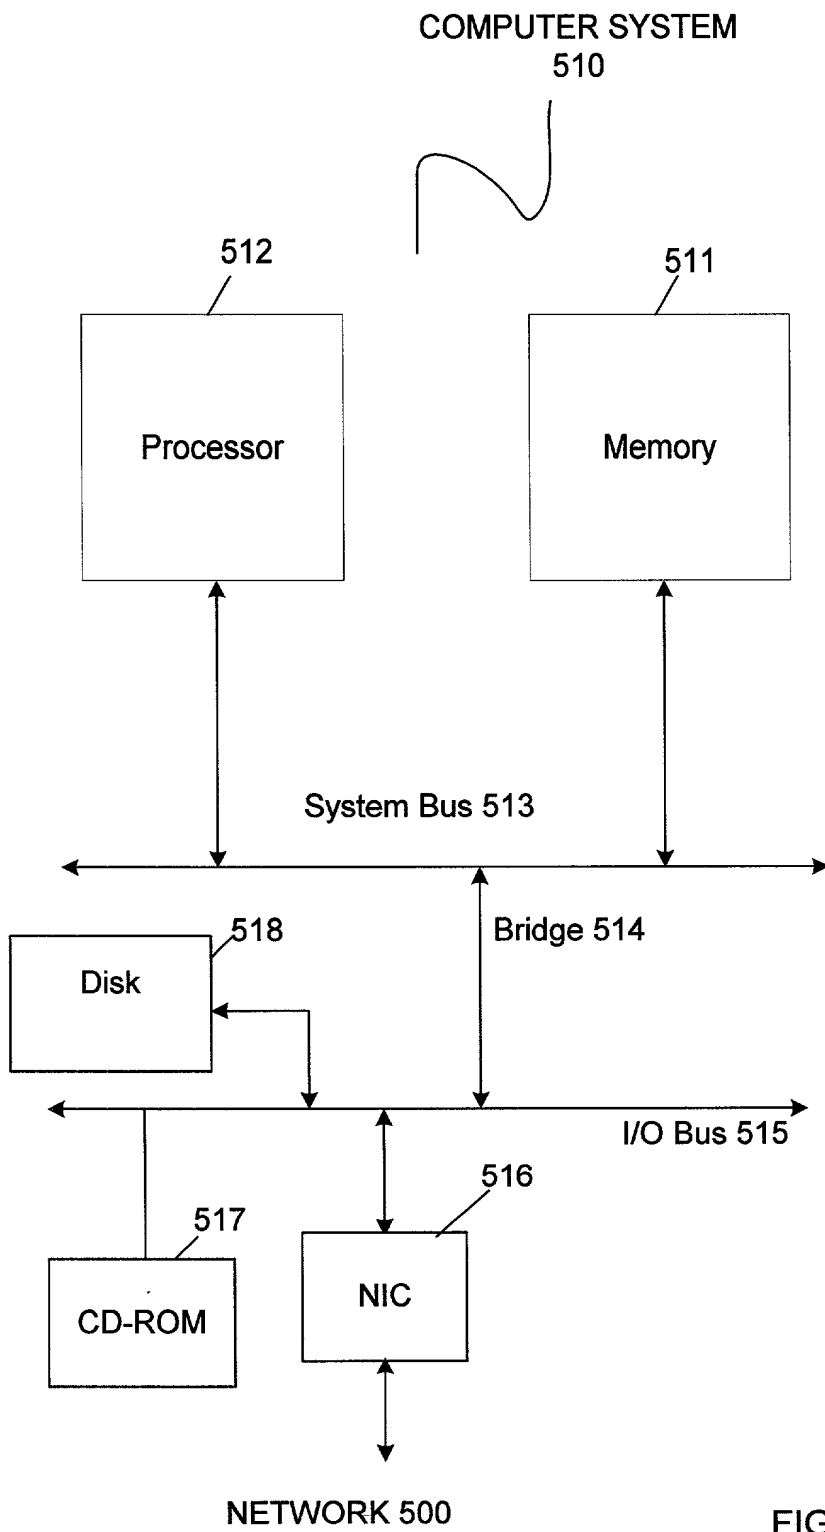 COMPUTER SYSTEM
510
512
511
Processor
Memory
System Bus 513
518
Disk
Bridge 514
I/O Bus 515
516
517
NIC
CD-ROM
NETWORK 500
FIG